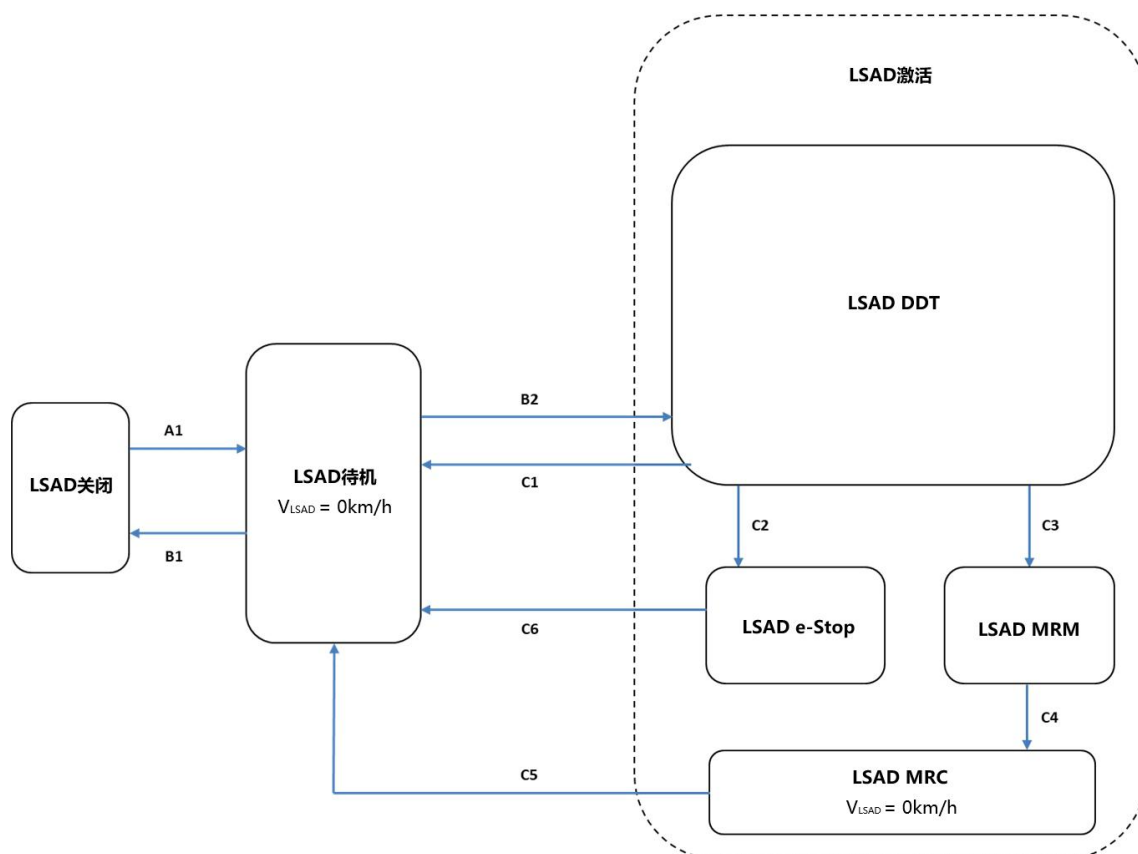 LSAD激活
LSAD DDT
B2
A1
LSAD待机
C1
LSAD关闭
VLSAD = 0km/h
C2
C3
B1
LSAD e-Stop
LSAD MRM
C6
C4
C5
LSAD MRC
VLSAD = 0km/h